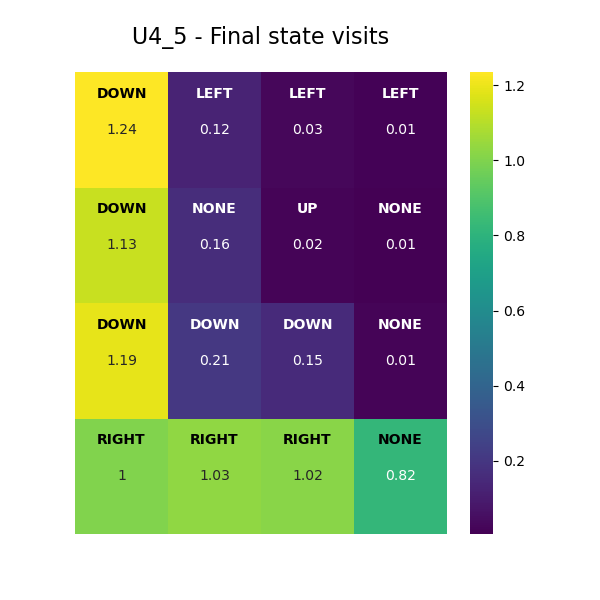 U4_5 - Final state visits
DOWN LEFT LEFT LEFT
1.24 0.12 0.03 0.01
DOWN NONE UP NONE
1.13 0.16 0.02 0.01
DOWN DOWN DOWN NONE
1.19 0.21 0.15 0.01
RIGHT RIGHT RIGHT NONE
1 1.03 1.02 0.82
1.2
1.0
0.8
0.6
0.4
0.2